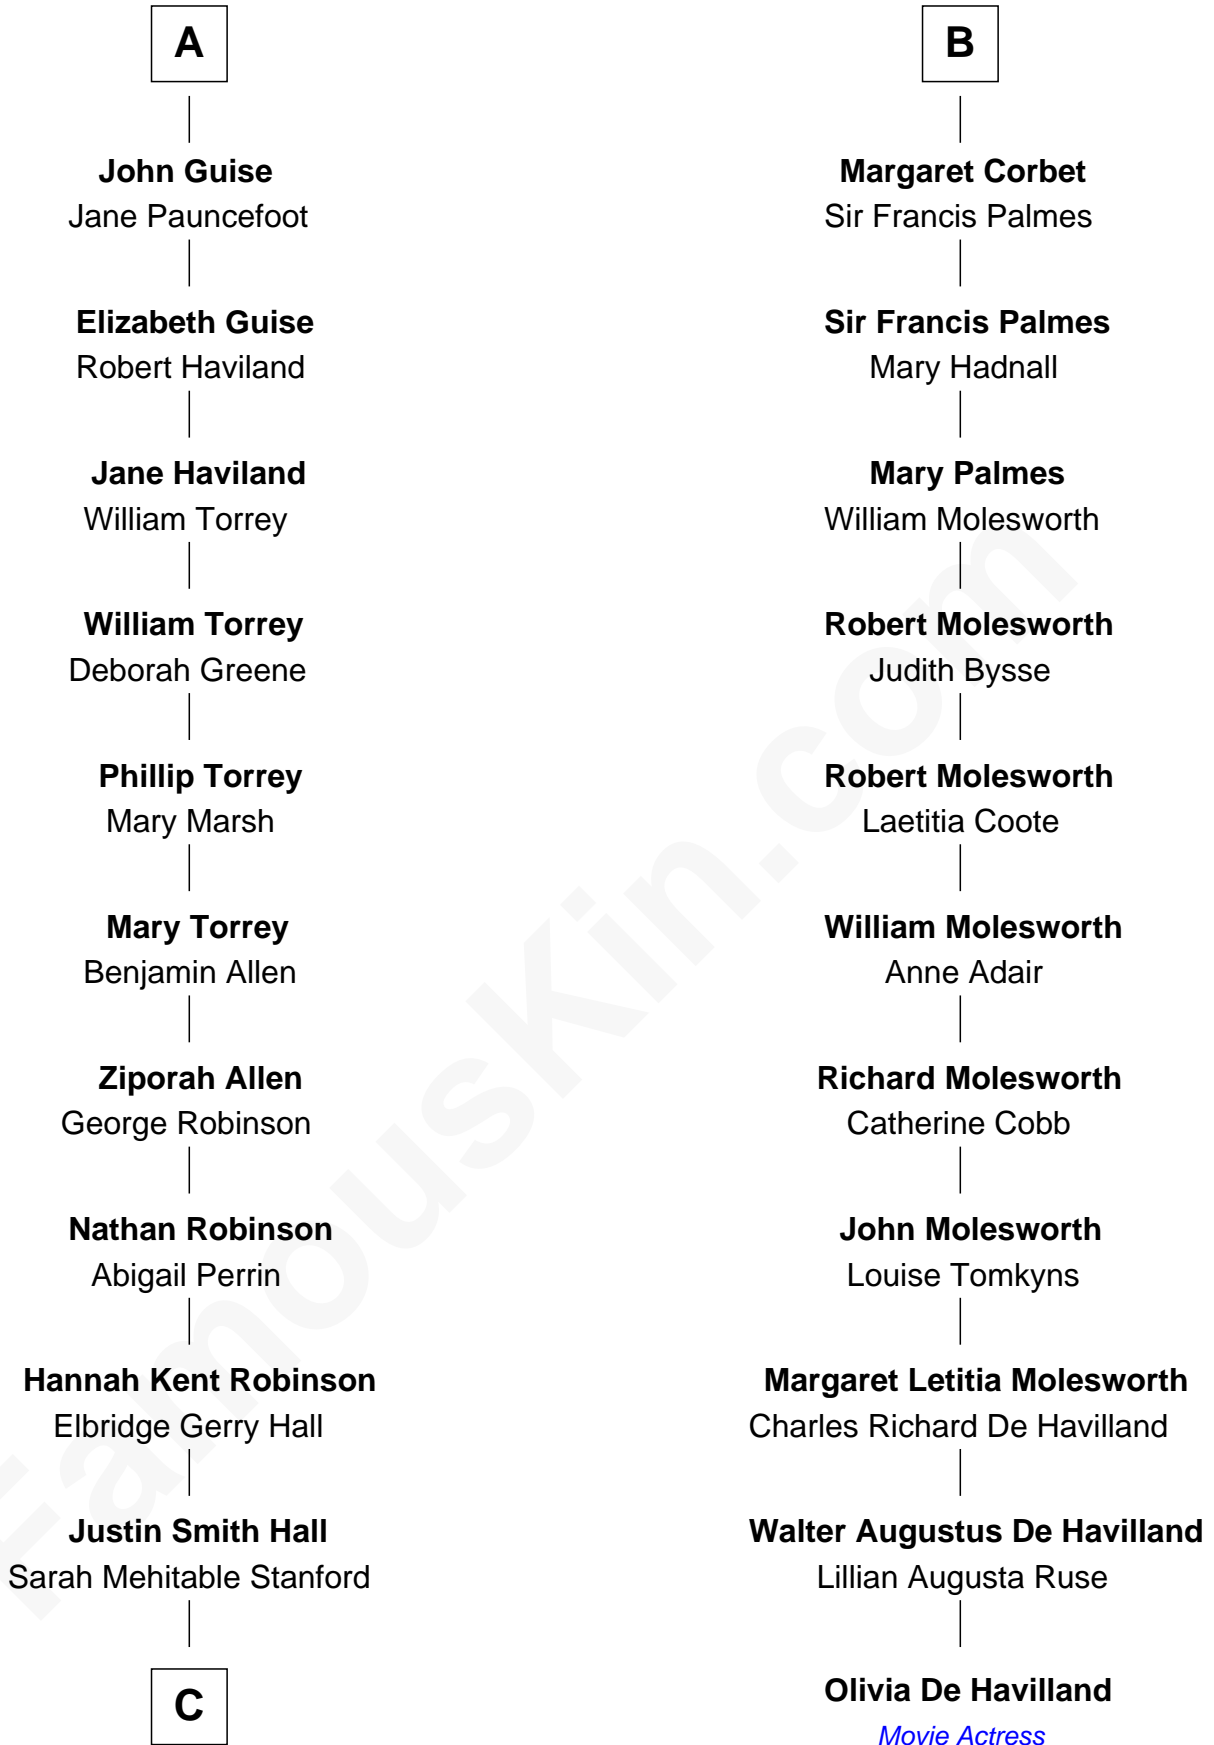 A
John Guise
Jane Pauncefoot
Elizabeth Guise
Robert Haviland
Jane Haviland
William Torrey
William Torrey
Deborah Greene
Phillip Torrey
Mary Marsh
Mary Torrey
Benjamin Allen
Ziporah Allen
George Robinson
Nathan Robinson
Abigail Perrin
Hannah Kent Robinson
Elbridge Gerry Hall
Justin Smith Hall
Sarah Mehitable Stanford
C
B
Margaret Corbet
Sir Francis Palmes
Sir Francis Palmes
Mary Hadnall
Mary Palmes
William Molesworth
Robert Molesworth
Judith Bysse
Robert Molesworth
Laetitia Coote
William Molesworth
Anne Adair
Richard Molesworth
Catherine Cobb
John Molesworth
Louise Tomkyns
Margaret Letitia Molesworth
Charles Richard De Havilland
Walter Augustus De Havilland
Lillian Augusta Ruse
Olivia De Havilland
Movie Actress
FamousKin.com